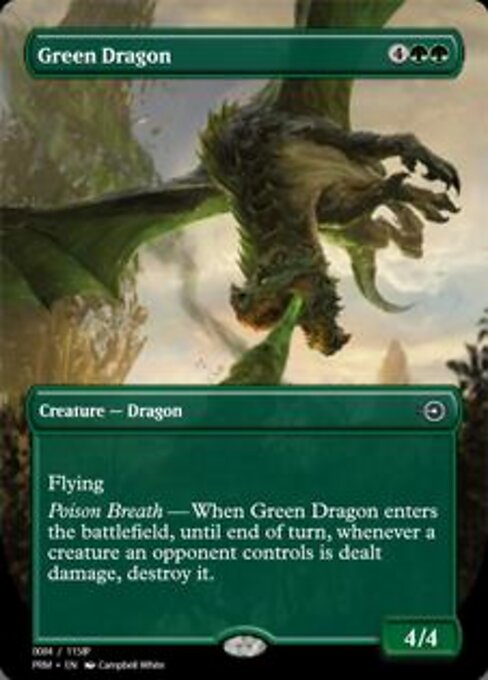 Green Dragon 4
Creature — Dragon
Flying
Poison Breath — When Green Dragon enters
the battlefield, until end of turn, whenever a
creature an opponent controls is dealt
damage, destroy it.
4/4
PRM • EN Campbell White